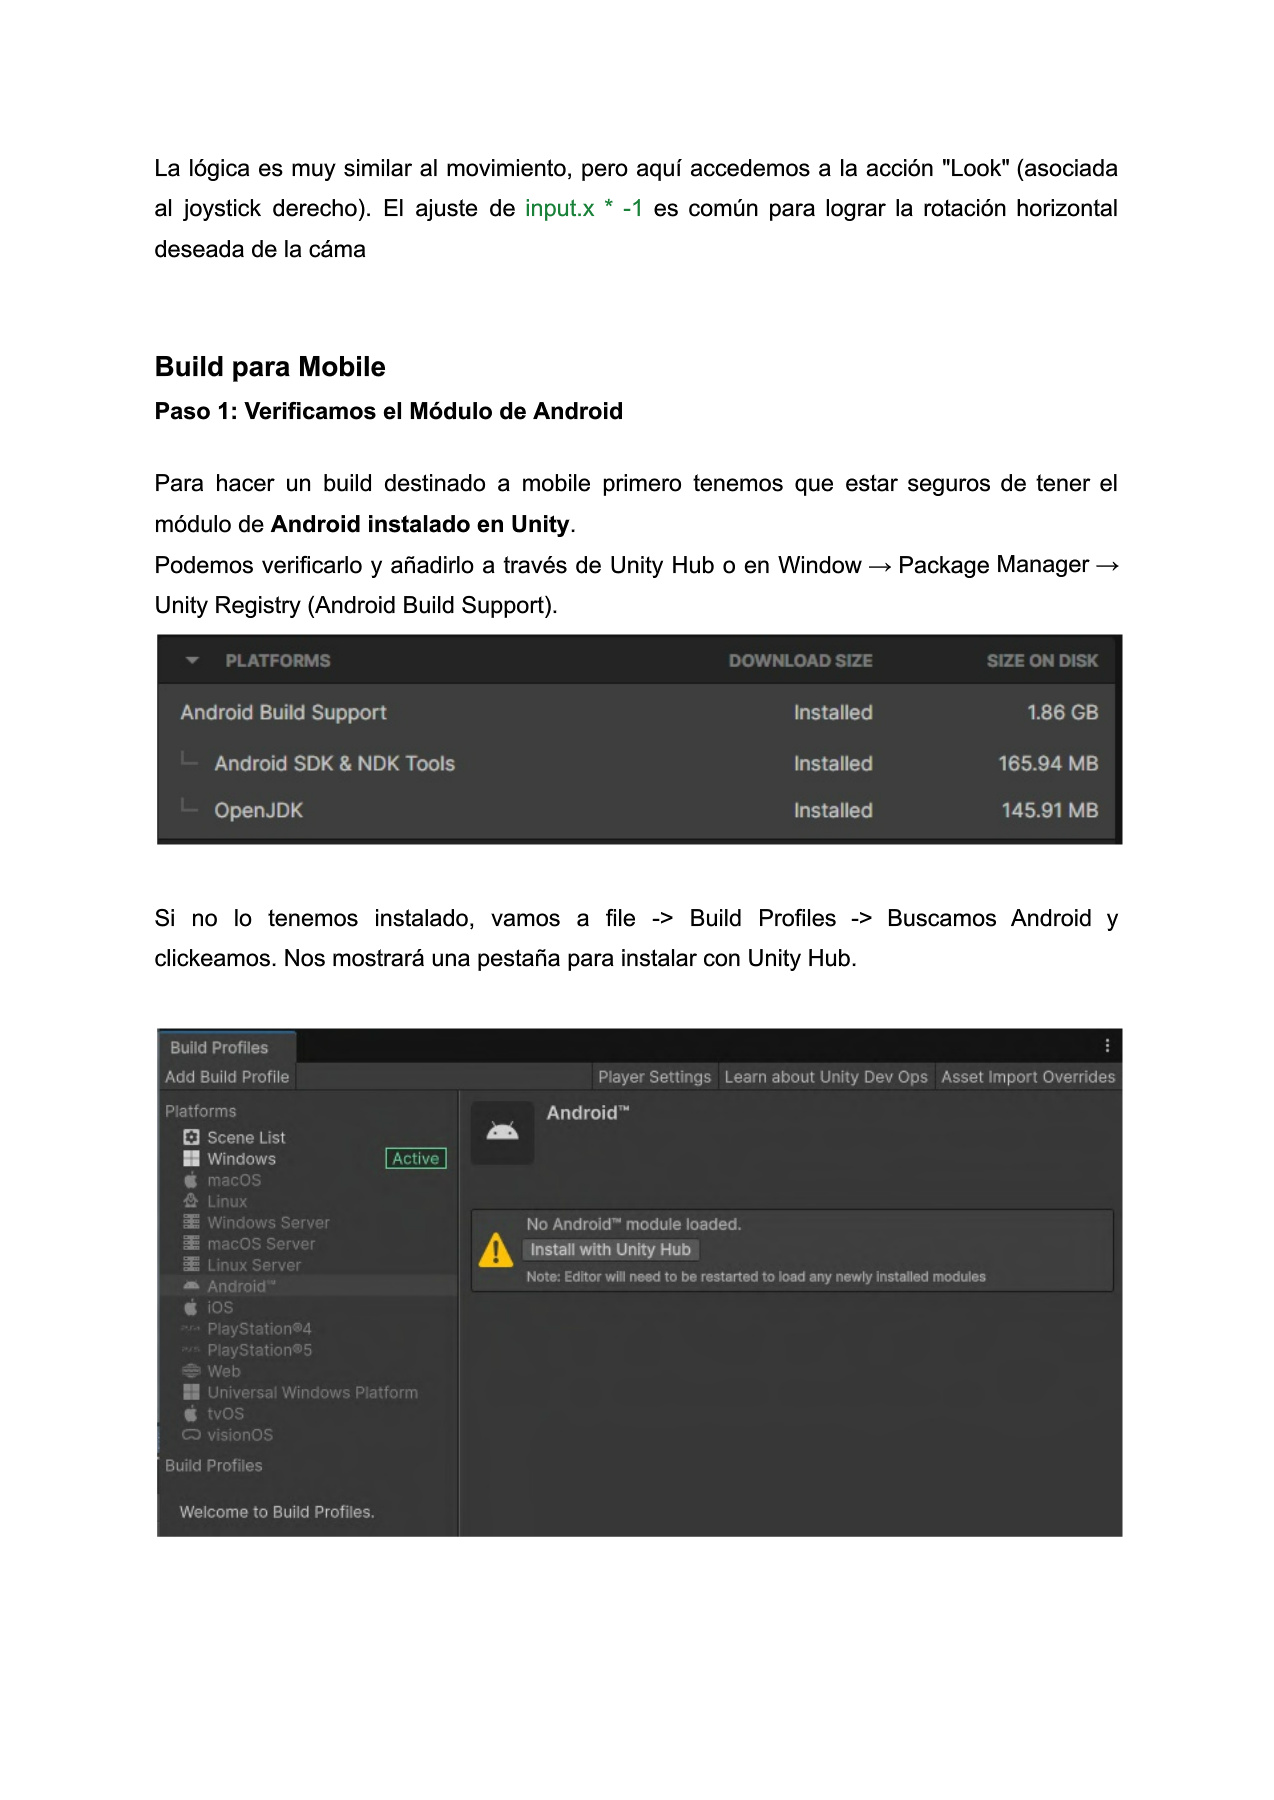 La lógica es muy similar al movimiento, pero aquí accedemos a la acción "Look" (asociada
al joystick derecho). El ajuste de input.x * -1 es común para lograr la rotación horizontal
deseada de la cáma
Build para Mobile
Paso 1: Verificamos el Módulo de Android
Para hacer un build destinado a mobile primero tenemos que estar seguros de tener el
módulo de Android instalado en Unity.
Podemos verificarlo y añadirlo a través de Unity Hub o en Window → Package Manager →
Unity Registry (Android Build Support).
PLATFORMS DOWNLOAD SIZE SIZE ON DISK
Android Build Support Installed 1.86 GB
Android SDK & NDK Tools Installed 165.94 MB
OpenJDK Installed 145.91 MB
Si no lo tenemos instalado, vamos a file -> Build Profiles -> Buscamos Android y
clickeamos. Nos mostrará una pestaña para instalar con Unity Hub.
Build Profiles
Add Build Profile Player Settings Learn about Unity Dev Ops Asset Import Overrides
Platforms
Scene List
Windows Active
macOS
Linux
Windows Server
macOS Server
Linux Server
Android™
iOS
PlayStation®4
PlayStation®5
Web
Universal Windows Platform
tvOS
visionOS
Build Profiles
Welcome to Build Profiles.
Android™
No Android™ module loaded.
Install with Unity Hub
Note: Editor will need to be restarted to load any newly installed modules